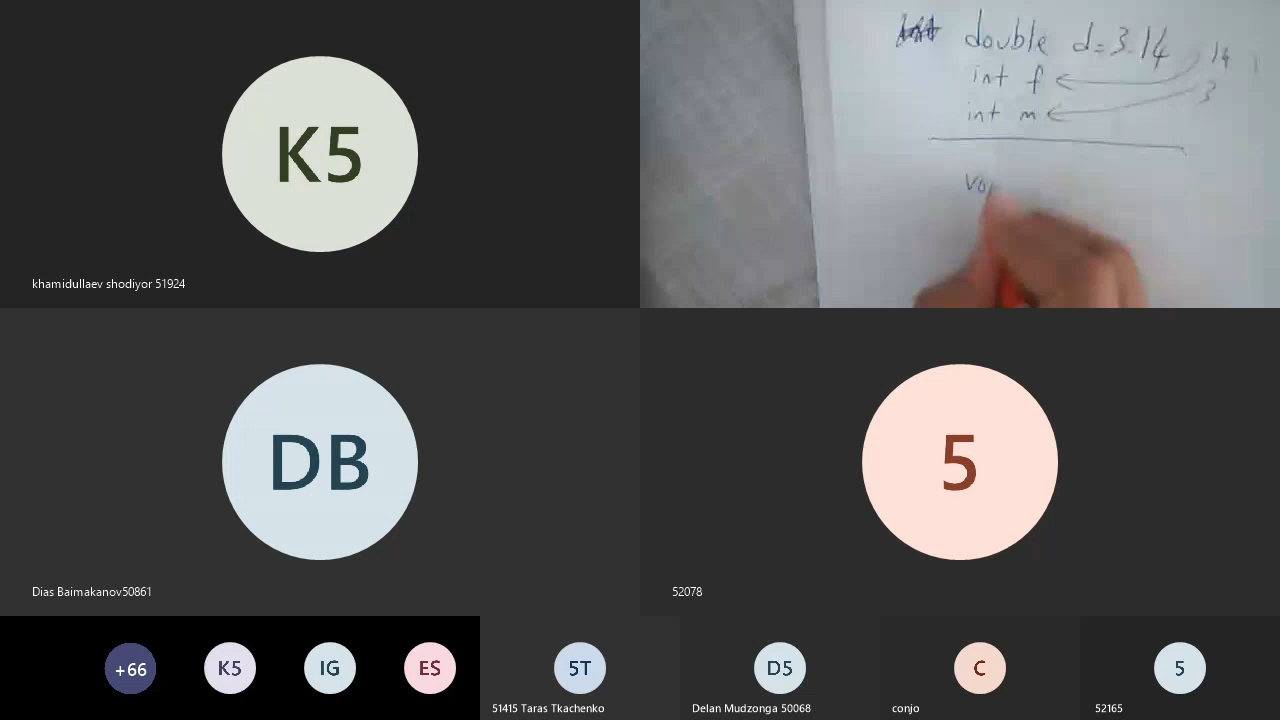 K5
khamidullaev shodiyor 51924
double d=3.14
14
int f
3
int m
DB
Dias Baimakanov50861
5
52078
+66
K5
IG
ES
5T
51415 Taras Tkachenko
D5
Delan Mudzonga 50068
C
conjo
5
52165